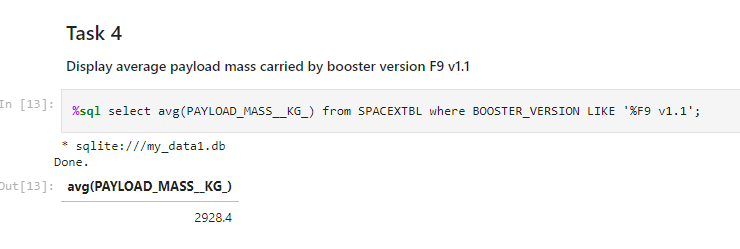 Task 4
Display average payload mass carried by booster version F9 v1.1
In [13]: %sql select avg(PAYLOAD_MASS__KG_) from SPACEXTBL where BOOSTER_VERSION LIKE '%F9 v1.1';
* sqlite:///my_data1.db
Done.
Out[13]: avg(PAYLOAD_MASS__KG_)
2928.4